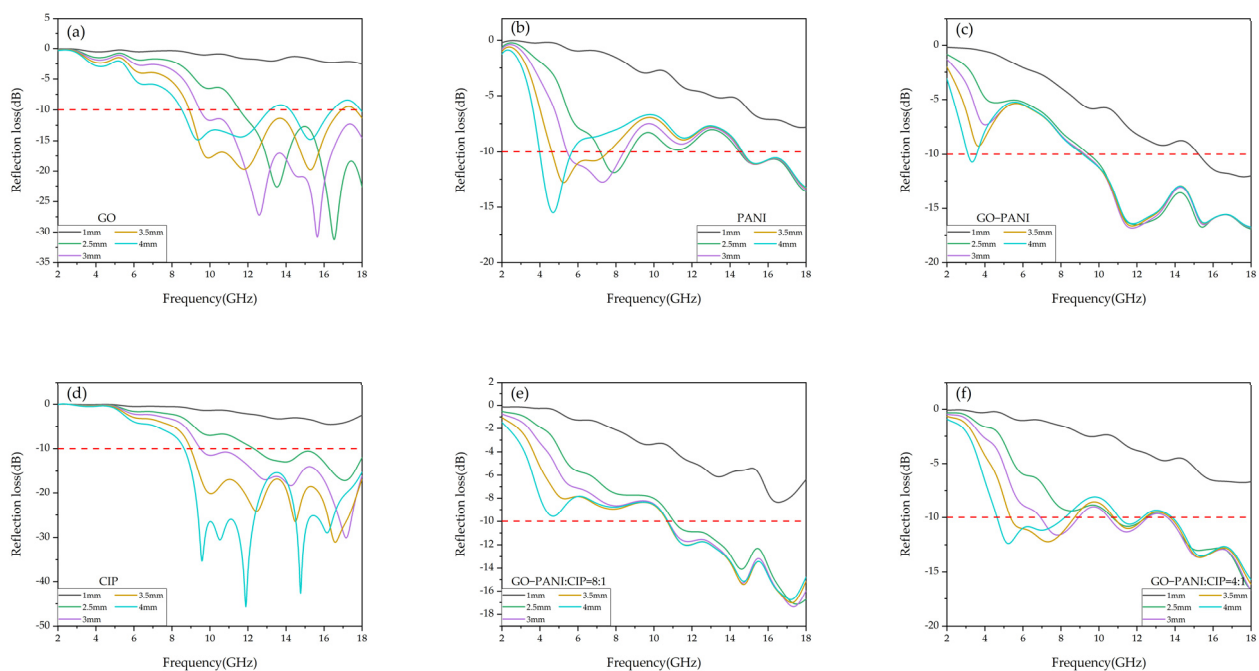 (a)
Reflection loss(dB)
5
0
-5
-10
-15
-20
-25
-30
-35
GO
1mm 3.5mm
2.5mm 4mm
3mm
2 4 6 8 10 12 14 16 18
Frequency(GHz)
(b)
Reflection loss(dB)
0
-5
-10
-15
-20
PANI
1mm 3.5mm
2.5mm 4mm
3mm
2 4 6 8 10 12 14 16 18
Frequency(GHz)
(c)
Reflection loss(dB)
0
-5
-10
-15
-20
GO-PANI
1mm 3.5mm
2.5mm 4mm
3mm
2 4 6 8 10 12 14 16 18
Frequency(GHz)
(d)
Reflection loss(dB)
5
0
-10
-20
-30
-40
-50
CIP
1mm 3.5mm
2.5mm 4mm
3mm
2 4 6 8 10 12 14 16 18
Frequency(GHz)
(e)
Reflection loss(dB)
2
0
-2
-4
-6
-8
-10
-12
-14
-16
-18
GO-PANI:CIP=8:1
1mm 3.5mm
2.5mm 4mm
3mm
2 4 6 8 10 12 14 16 18
Frequency(GHz)
(f)
Reflection loss(dB)
0
-5
-10
-15
-20
GO-PANI:CIP=4:1
1mm 3.5mm
2.5mm 4mm
3mm
2 4 6 8 10 12 14 16 18
Frequency(GHz)